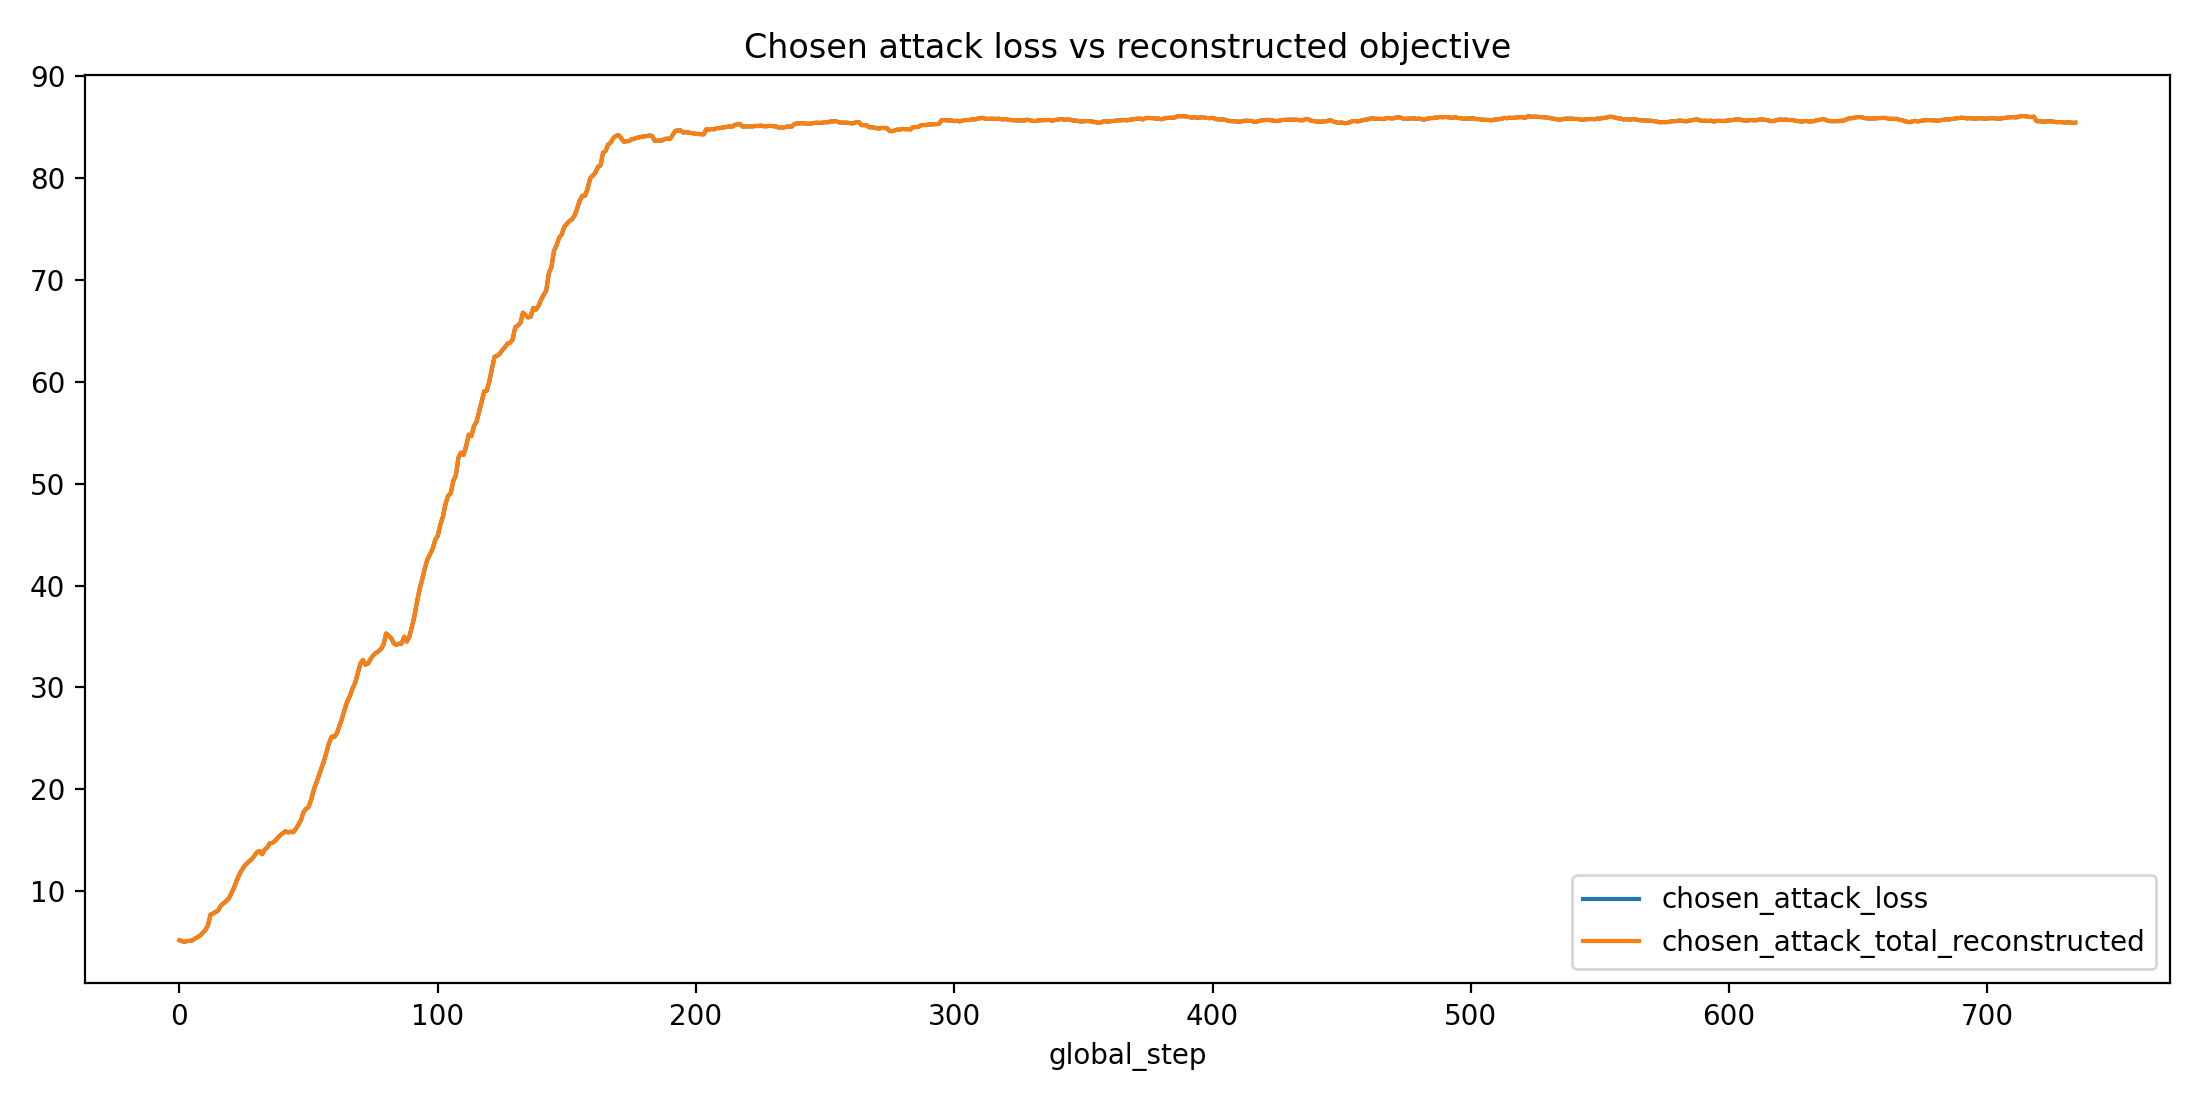 Chosen attack loss vs reconstructed objective
90
80
70
60
50
40
30
20
10
chosen_attack_loss
chosen_attack_total_reconstructed
0 100 200 300 400 500 600 700
global_step